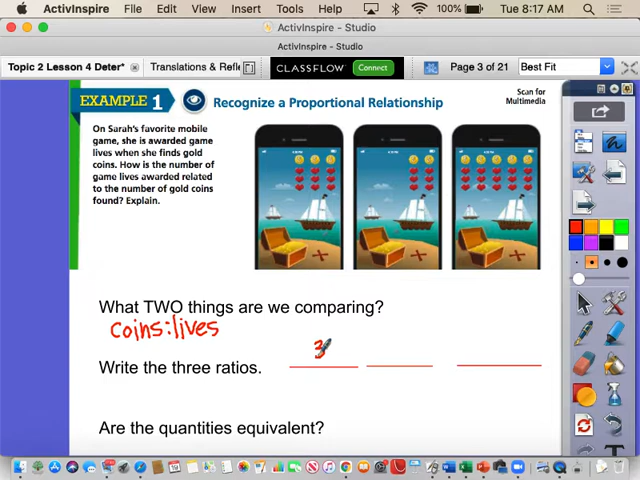 ActivInspire File Edit View Insert Tools Help 100% Tue 8:17 AM
ActivInspire - Studio
ActivInspire - Studio
Topic 2 Lesson 4 Deter* Translations & Refle CLASSFLOW Connect Page 3 of 21 Best Fit
EXAMPLE 1 Recognize a Proportional Relationship
Scan for
Multimedia
On Sarah's favorite mobile
game, she is awarded game
lives when she finds gold
coins. How is the number of
game lives awarded related
to the number of gold coins
found? Explain.
What TWO things are we comparing?
coins:lives
Write the three ratios. 3
Are the quantities equivalent?